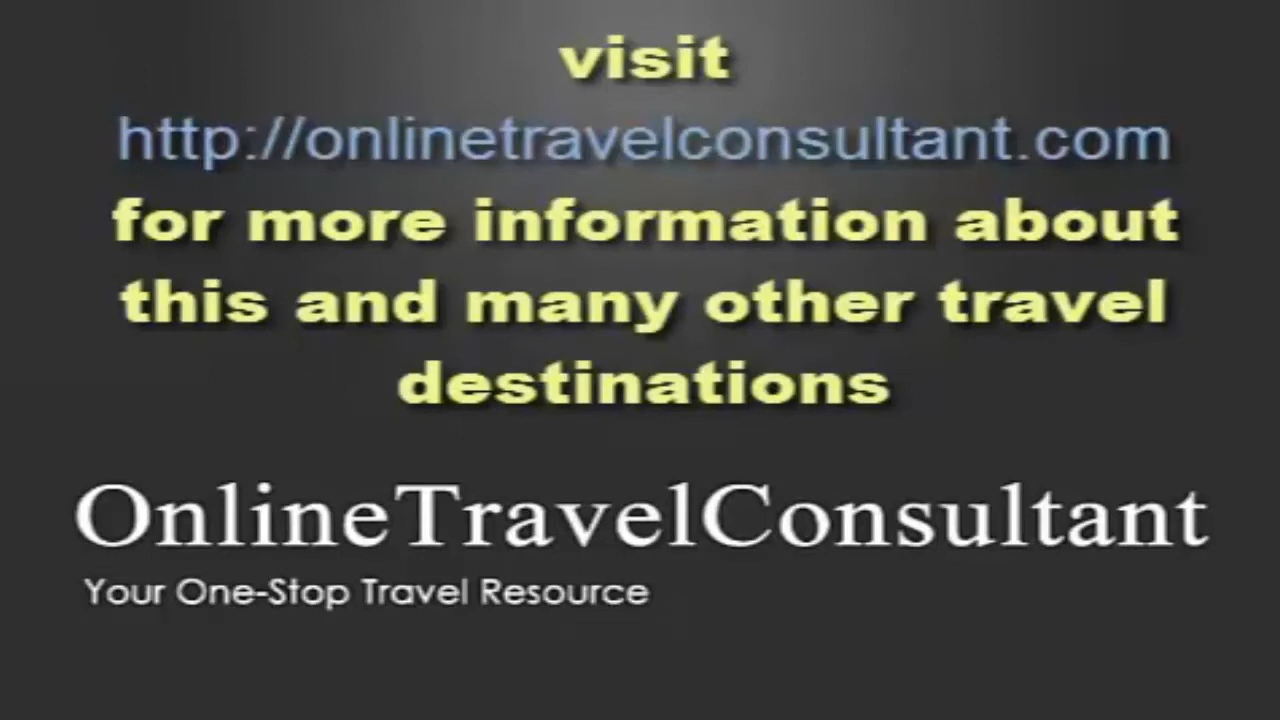 visit
http://onlinetravelconsultant.com
for more information about
this and many other travel
destinations
OnlineTravelConsultant
Your One-Stop Travel Resource